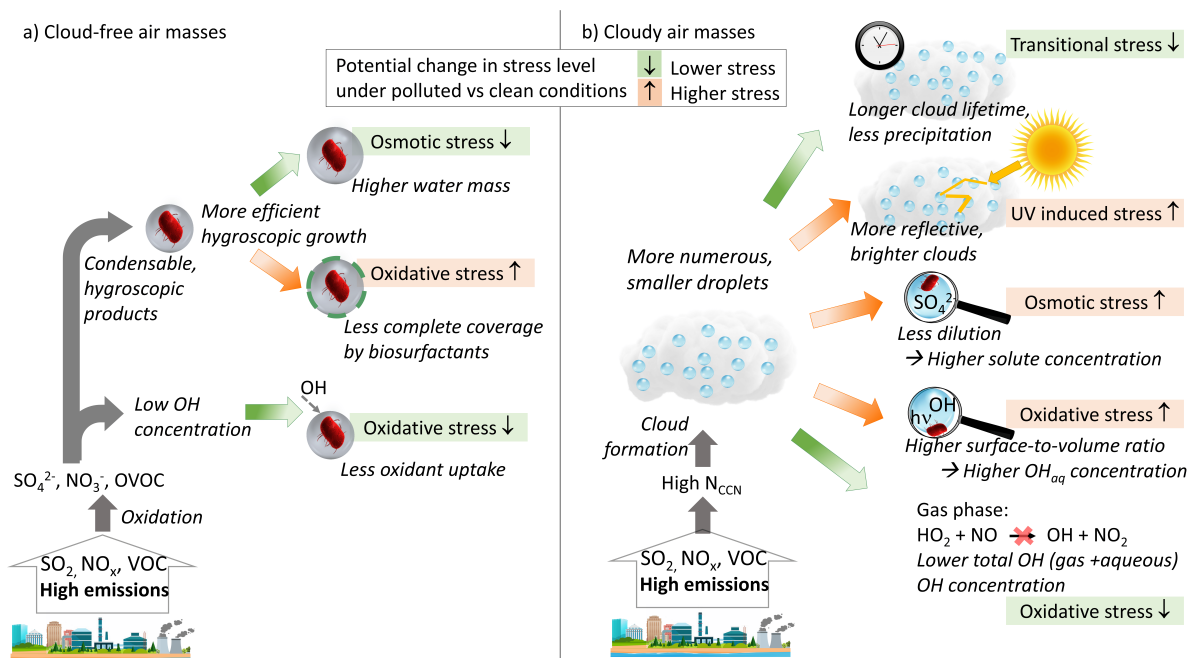 a) Cloud-free air masses
Potential change in stress level
under polluted vs clean conditions
↓ Lower stress
↑ Higher stress
Osmotic stress ↓
Higher water mass
More efficient
hygroscopic growth
Condensable,
hygroscopic
products
Oxidative stress ↑
Less complete coverage
by biosurfactants
Low OH
concentration
OH
Oxidative stress ↓
Less oxidant uptake
SO₄²⁻, NO₃⁻, OVOC
Oxidation
SO₂, NOₓ, VOC
High emissions
b) Cloudy air masses
Transitional stress ↓
Longer cloud lifetime,
less precipitation
UV induced stress ↑
More reflective,
brighter clouds
More numerous,
smaller droplets
SO₄²⁻
Osmotic stress ↑
Less dilution
→ Higher solute concentration
hν OH
Oxidative stress ↑
Higher surface-to-volume ratio
→ Higher OHaq concentration
Cloud
formation
High NCCN
SO₂, NOₓ, VOC
High emissions
Gas phase:
HO₂ + NO → OH + NO₂
Lower total OH (gas +aqueous)
OH concentration
Oxidative stress ↓